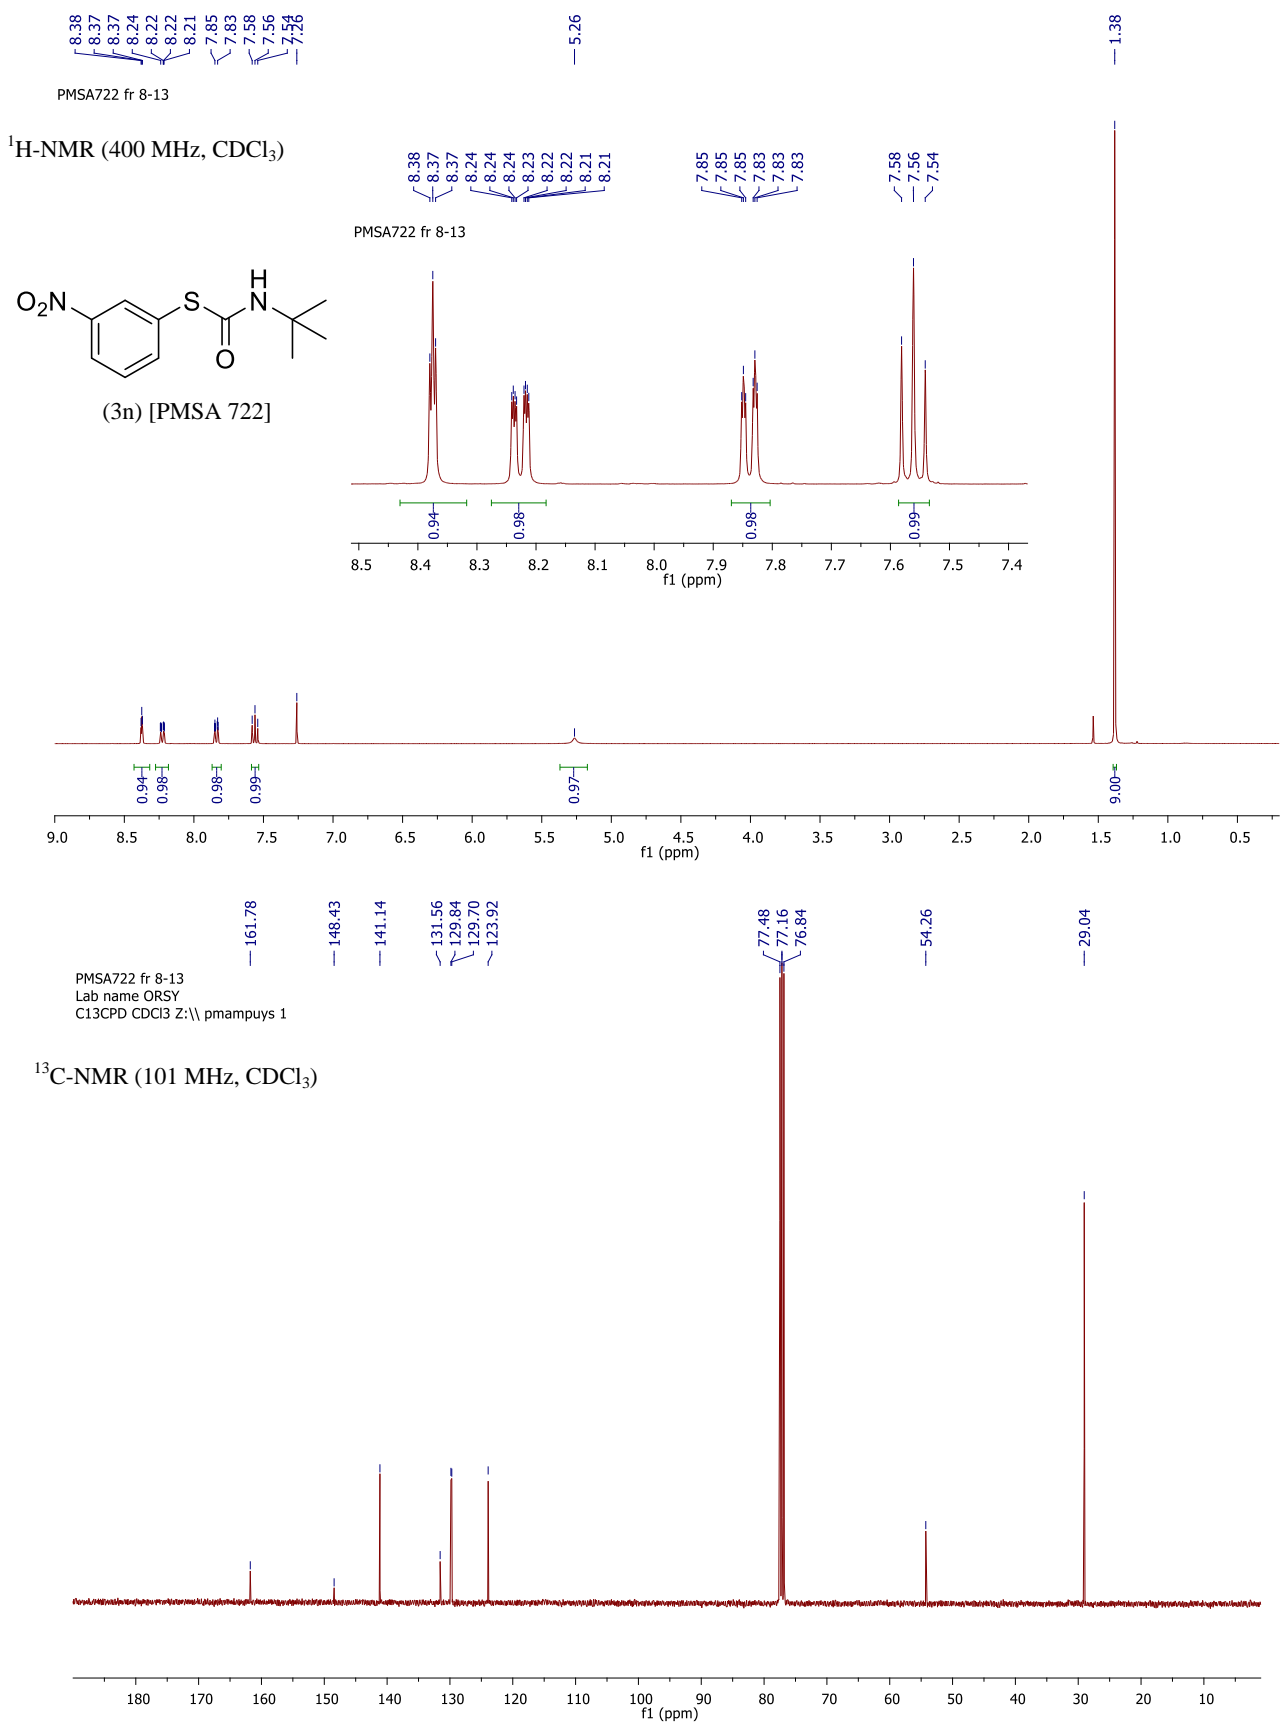 8.38 8.37 8.37 8.24 8.22 8.22 8.21 7.85 7.83 7.58 7.56 7.54 7.26 5.26 1.38
PMSA722 fr 8-13
¹H-NMR (400 MHz, CDCl₃)
8.38 8.37 8.37 8.24 8.24 8.24 8.23 8.22 8.22 8.21 8.21 7.85 7.85 7.85 7.83 7.83 7.83 7.58 7.56 7.54
PMSA722 fr 8-13
O₂N S H N O
(3n) [PMSA 722]
0.94 0.98 0.98 0.99
8.5 8.4 8.3 8.2 8.1 8.0 7.9 7.8 7.7 7.6 7.5 7.4
f1 (ppm)
0.94 0.98 0.98 0.99 0.97 9.00
9.0 8.5 8.0 7.5 7.0 6.5 6.0 5.5 5.0 4.5 4.0 3.5 3.0 2.5 2.0 1.5 1.0 0.5
f1 (ppm)
161.78 148.43 141.14 131.56 129.84 129.70 123.92 77.48 77.16 76.84 54.26 29.04
PMSA722 fr 8-13
Lab name ORSY
C13CPD CDCl3 Z:\\ pmampuys 1
¹³C-NMR (101 MHz, CDCl₃)
180 170 160 150 140 130 120 110 100 90 80 70 60 50 40 30 20 10
f1 (ppm)